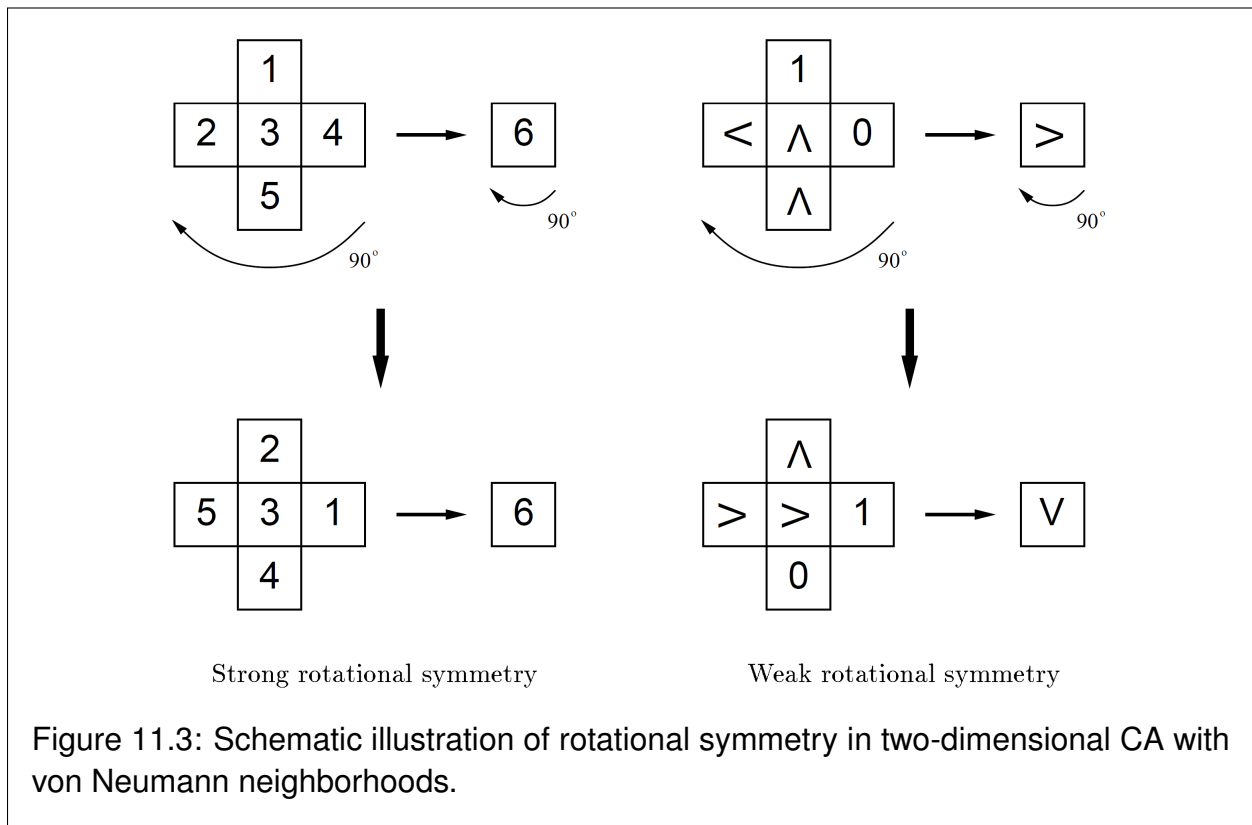 1 1
2 3 4 6 < Λ 0 >
5 Λ
90° 90° 90° 90°
2 Λ
5 3 1 6 > > 1 V
4 0
Strong rotational symmetry Weak rotational symmetry
Figure 11.3: Schematic illustration of rotational symmetry in two-dimensional CA with
von Neumann neighborhoods.